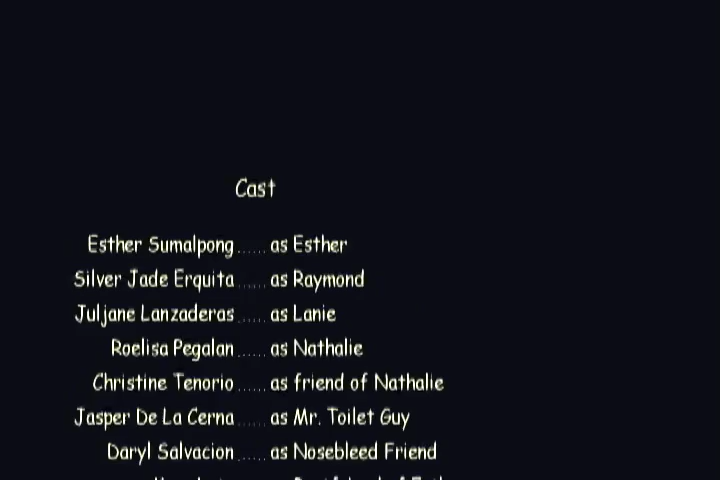 Cast
Esther Sumalpong ...... as Esther
Silver Jade Erquita ...... as Raymond
Juljane Lanzaderas ...... as Lanie
Roelisa Pegalan ...... as Nathalie
Christine Tenorio ...... as friend of Nathalie
Jasper De La Cerna ...... as Mr. Toilet Guy
Daryl Salvacion ...... as Nosebleed Friend